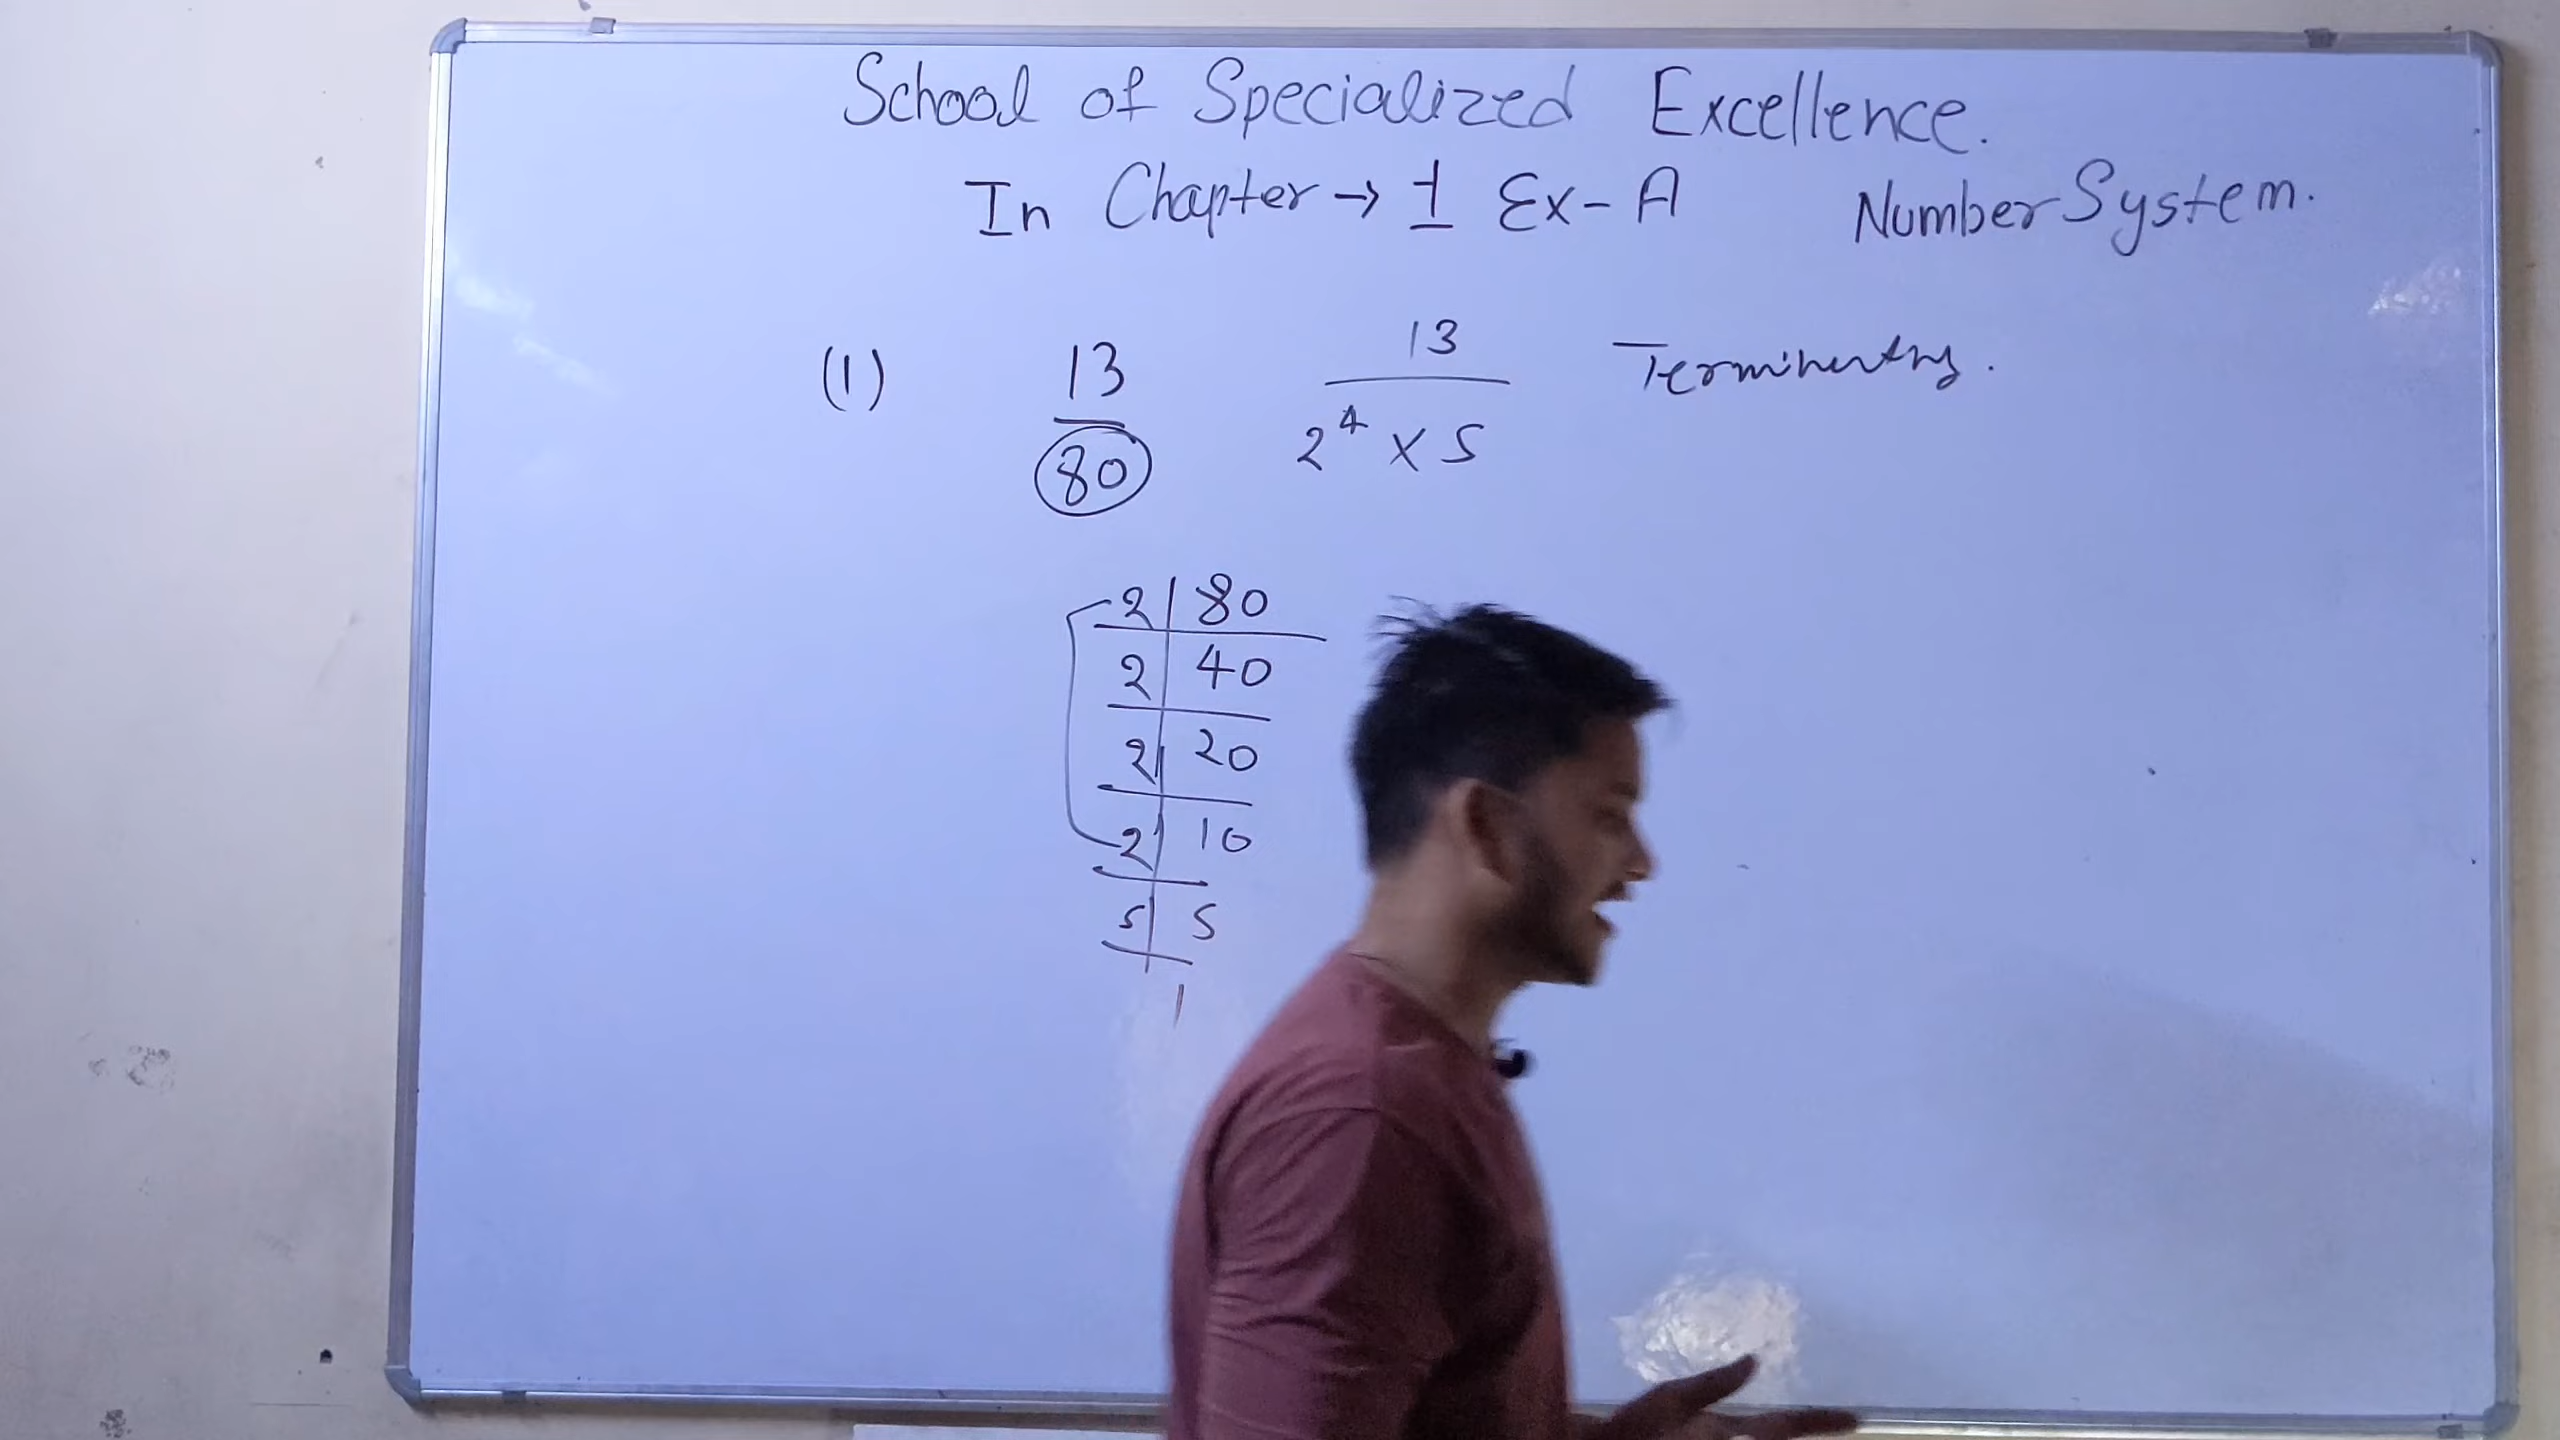 School of Specialized Excellence.
In Chapter → 1 Ex-A Number System.
(1) 13/80 13/2⁴ × 5 Terminating.
2 | 80
2 | 40
2 | 20
2 | 10
5 | 5
1